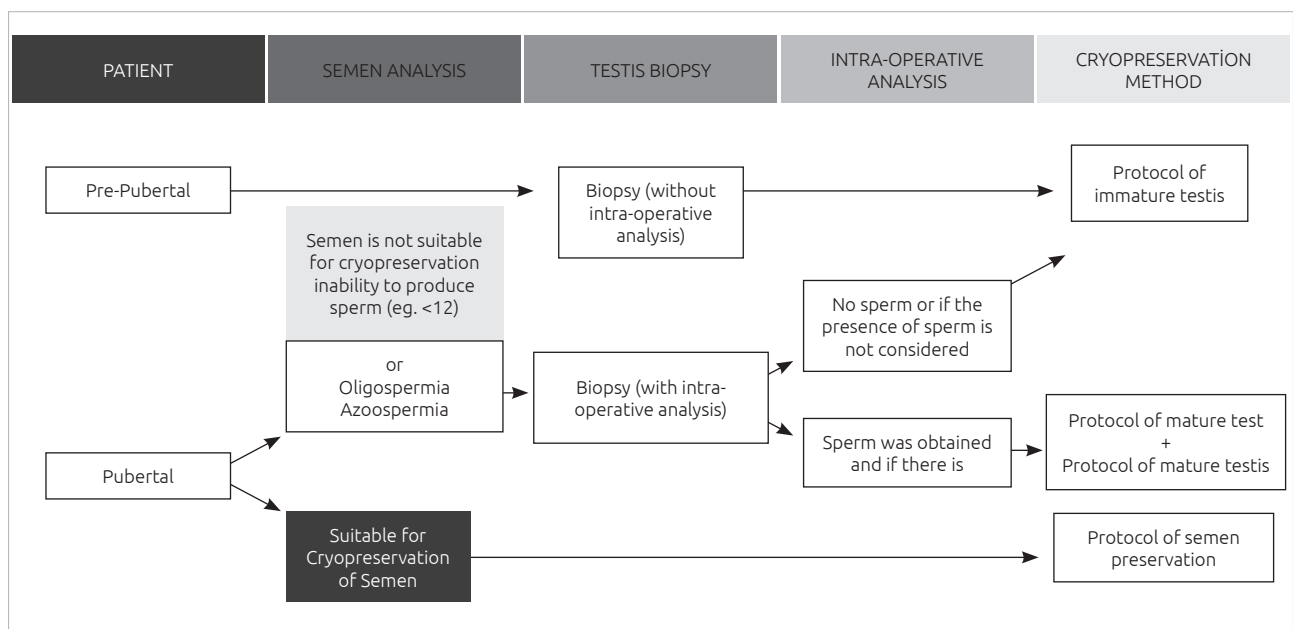 PATIENT
SEMEN ANALYSIS
TESTIS BIOPSY
INTRA-OPERATIVE
ANALYSIS
CRYOPRESERVATİON
METHOD
Pre-Pubertal
Biopsy (without
intra-operative
analysis)
Protocol of
immature testis
Semen is not suitable
for cryopreservation
inability to produce
sperm (eg. <12)
or
Oligospermia
Azoospermia
Biopsy (with intra-
operative analysis)
No sperm or if the
presence of sperm is
not considered
Sperm was obtained
and if there is
Protocol of mature test
+
Protocol of mature testis
Pubertal
Suitable for
Cryopreservation
of Semen
Protocol of semen
preservation